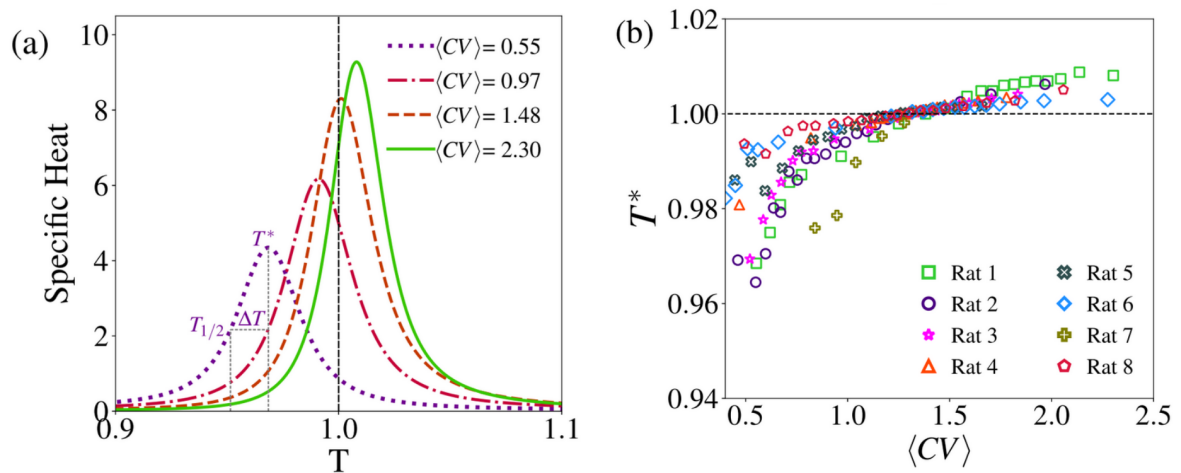 (a)
Specific Heat
10
8
6
4
2
0
0.9
1.0
1.1
T
⟨CV⟩= 0.55
⟨CV⟩= 0.97
⟨CV⟩= 1.48
⟨CV⟩= 2.30
T*
T1/2
ΔT
(b)
T*
1.02
1.00
0.98
0.96
0.94
0.5
1.0
1.5
2.0
2.5
⟨CV⟩
Rat 1
Rat 2
Rat 3
Rat 4
Rat 5
Rat 6
Rat 7
Rat 8